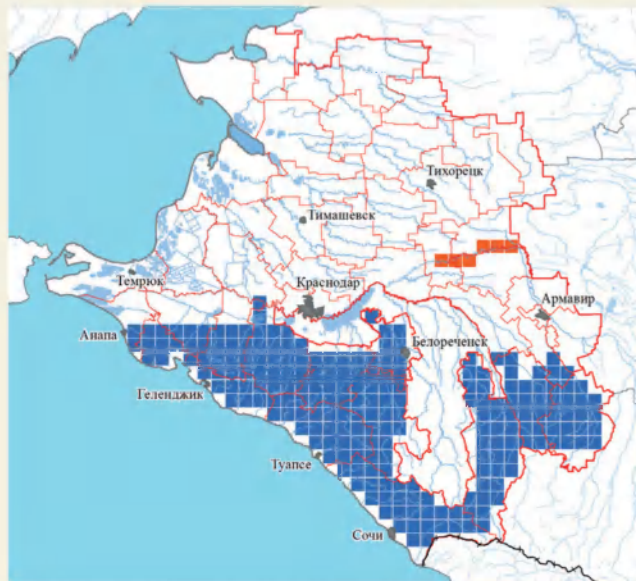 Тихорецк
Тимашевск
Темрюк
Краснодар
Армавир
Анапа
Белореченск
Геленджик
Туапсе
Сочи